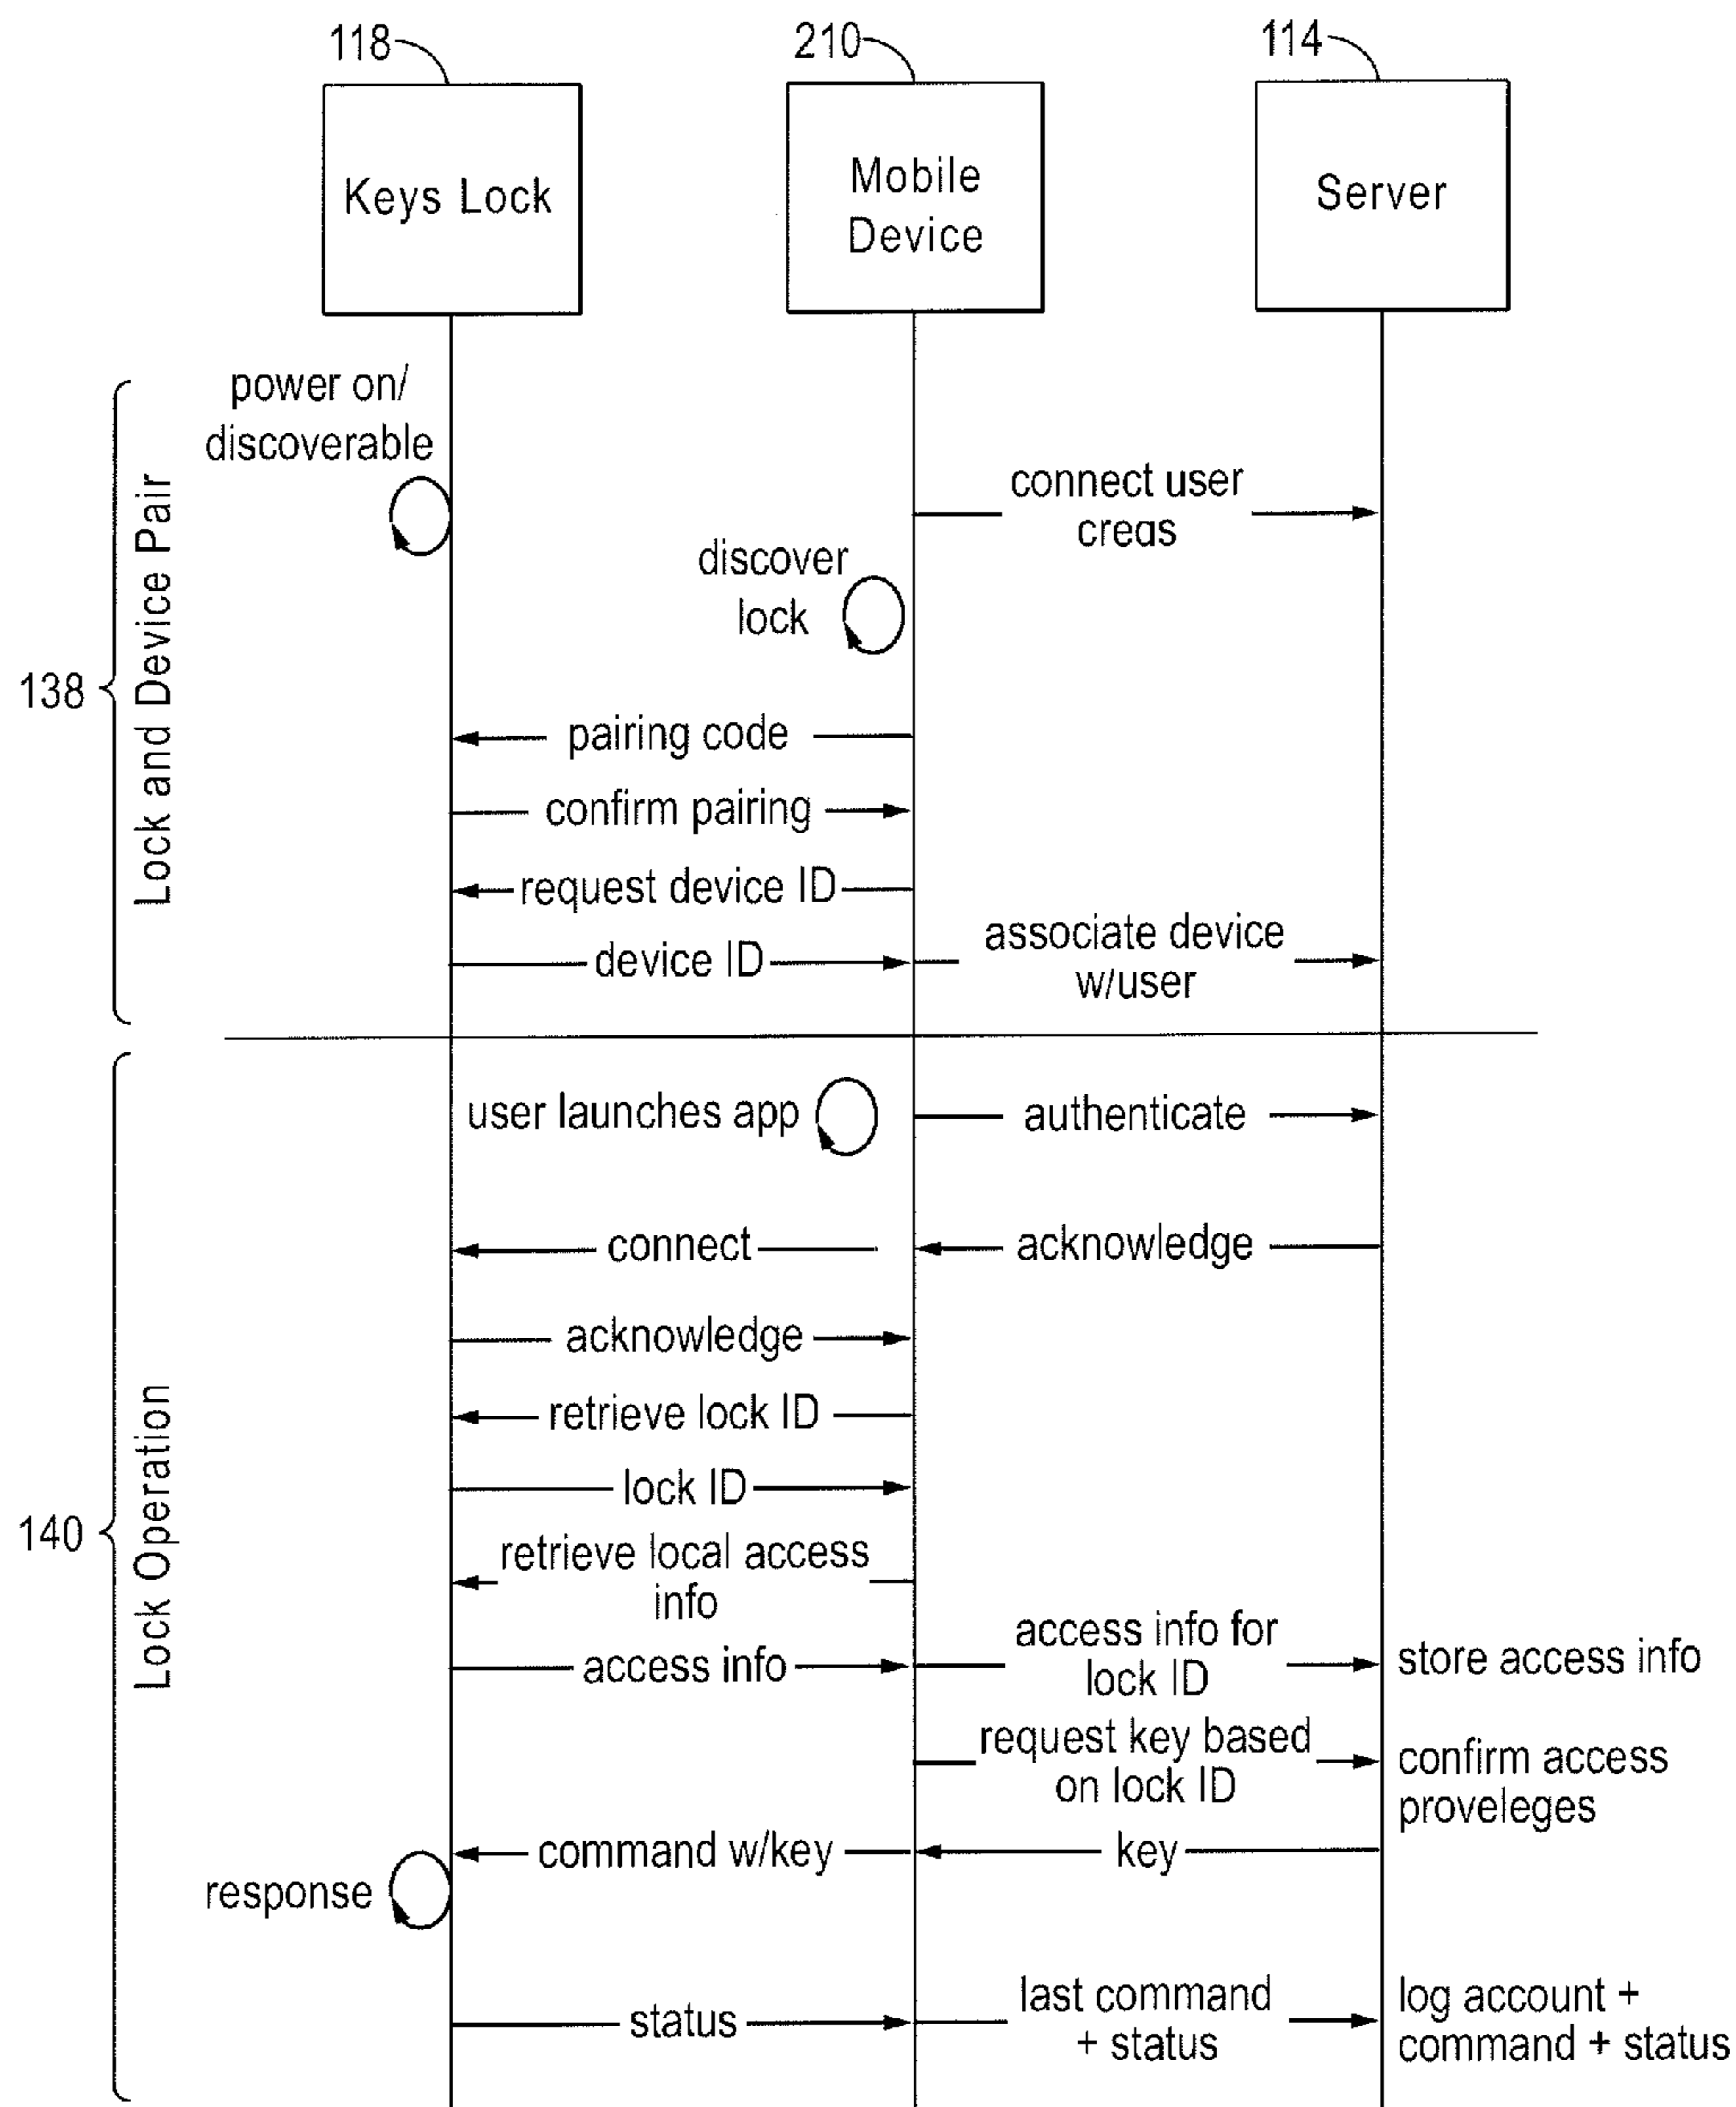 118
210
114
Keys Lock
Mobile
Device
Server
138
Lock and Device Pair
power on/
discoverable
connect user
creds
discover
lock
pairing code
confirm pairing
request device ID
device ID
associate device
w/user
140
Lock Operation
user launches app
authenticate
connect
acknowledge
acknowledge
retrieve lock ID
lock ID
retrieve local access
info
access info
access info for
lock ID
store access info
request key based
on lock ID
confirm access
proveleges
command w/key
key
response
status
last command
+ status
log account +
command + status